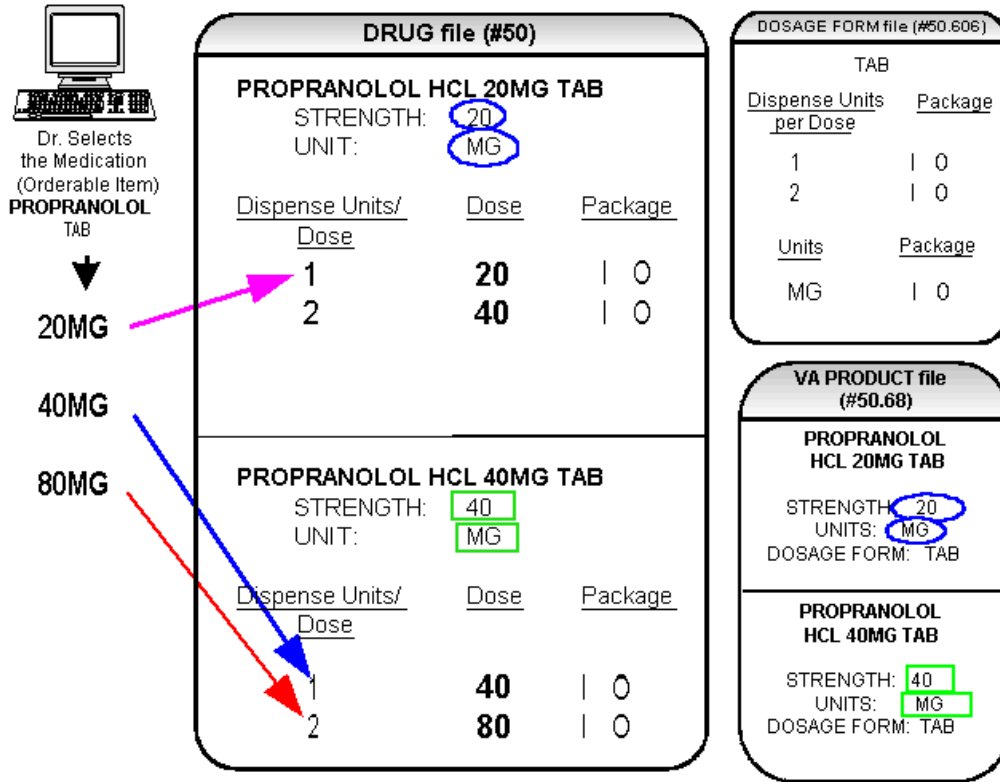 Dr. Selects
the Medication
(Orderable Item)
PROPRANOLOL
TAB
20MG
40MG
80MG
DRUG file (#50)
PROPRANOLOL HCL 20MG TAB
STRENGTH: 20
UNIT: MG
Dispense Units/ Dose Package
Dose
1 20 I O
2 40 I O
PROPRANOLOL HCL 40MG TAB
STRENGTH: 40
UNIT: MG
Dispense Units/ Dose Package
Dose
1 40 I O
2 80 I O
DOSAGE FORM file (#50.606)
TAB
Dispense Units Package
per Dose
1 I O
2 I O
Units Package
MG I O
VA PRODUCT file
(#50.68)
PROPRANOLOL
HCL 20MG TAB
STRENGTH 20
UNITS: MG
DOSAGE FORM: TAB
PROPRANOLOL
HCL 40MG TAB
STRENGTH: 40
UNITS: MG
DOSAGE FORM: TAB